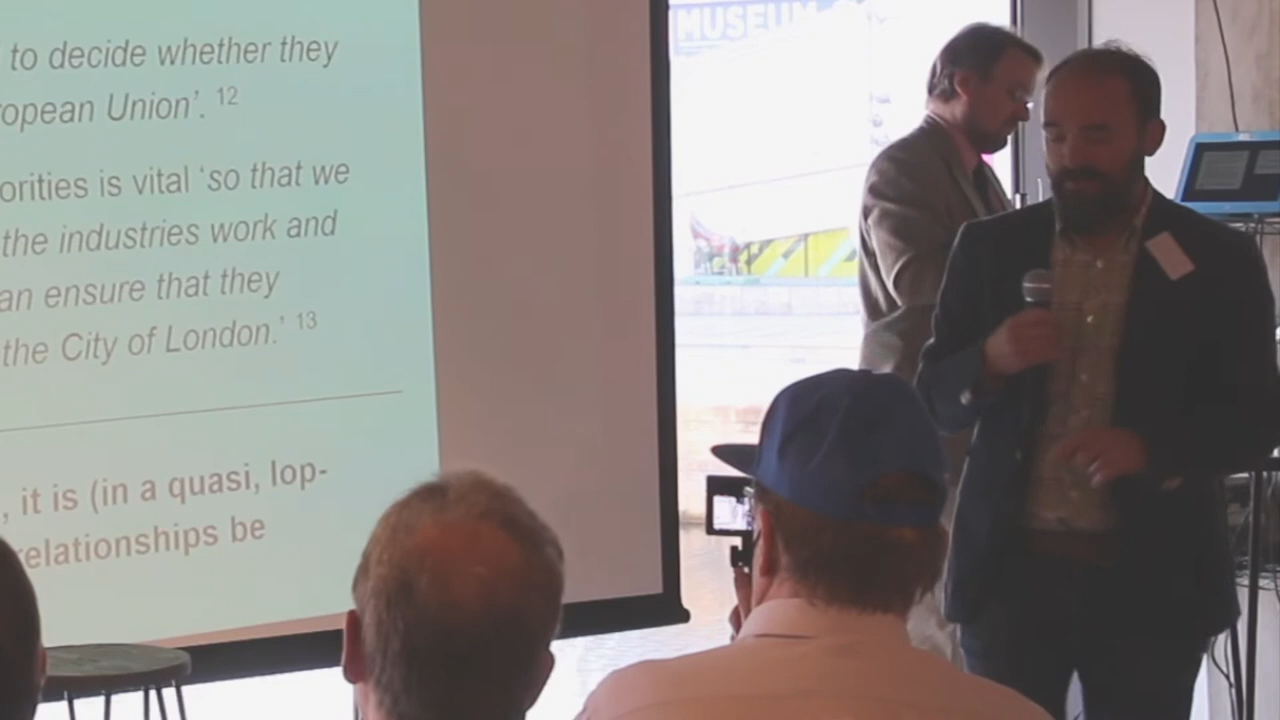 to decide whether they
ropean Union’. 12
orities is vital ‘so that we
the industries work and
an ensure that they
the City of London.’ 13
, it is (in a quasi, lop-
relationships be
MUSEUM